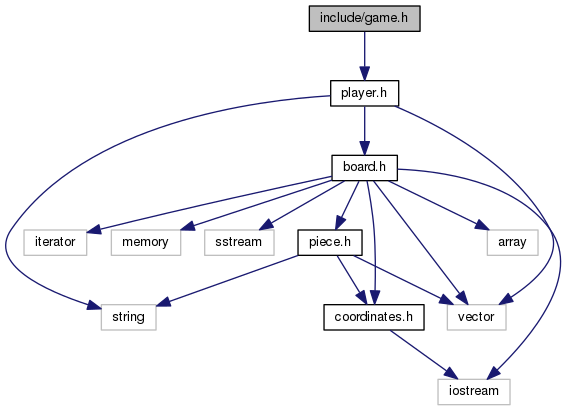 include/game.h
player.h
board.h
iterator
memory
sstream
piece.h
array
string
coordinates.h
vector
iostream